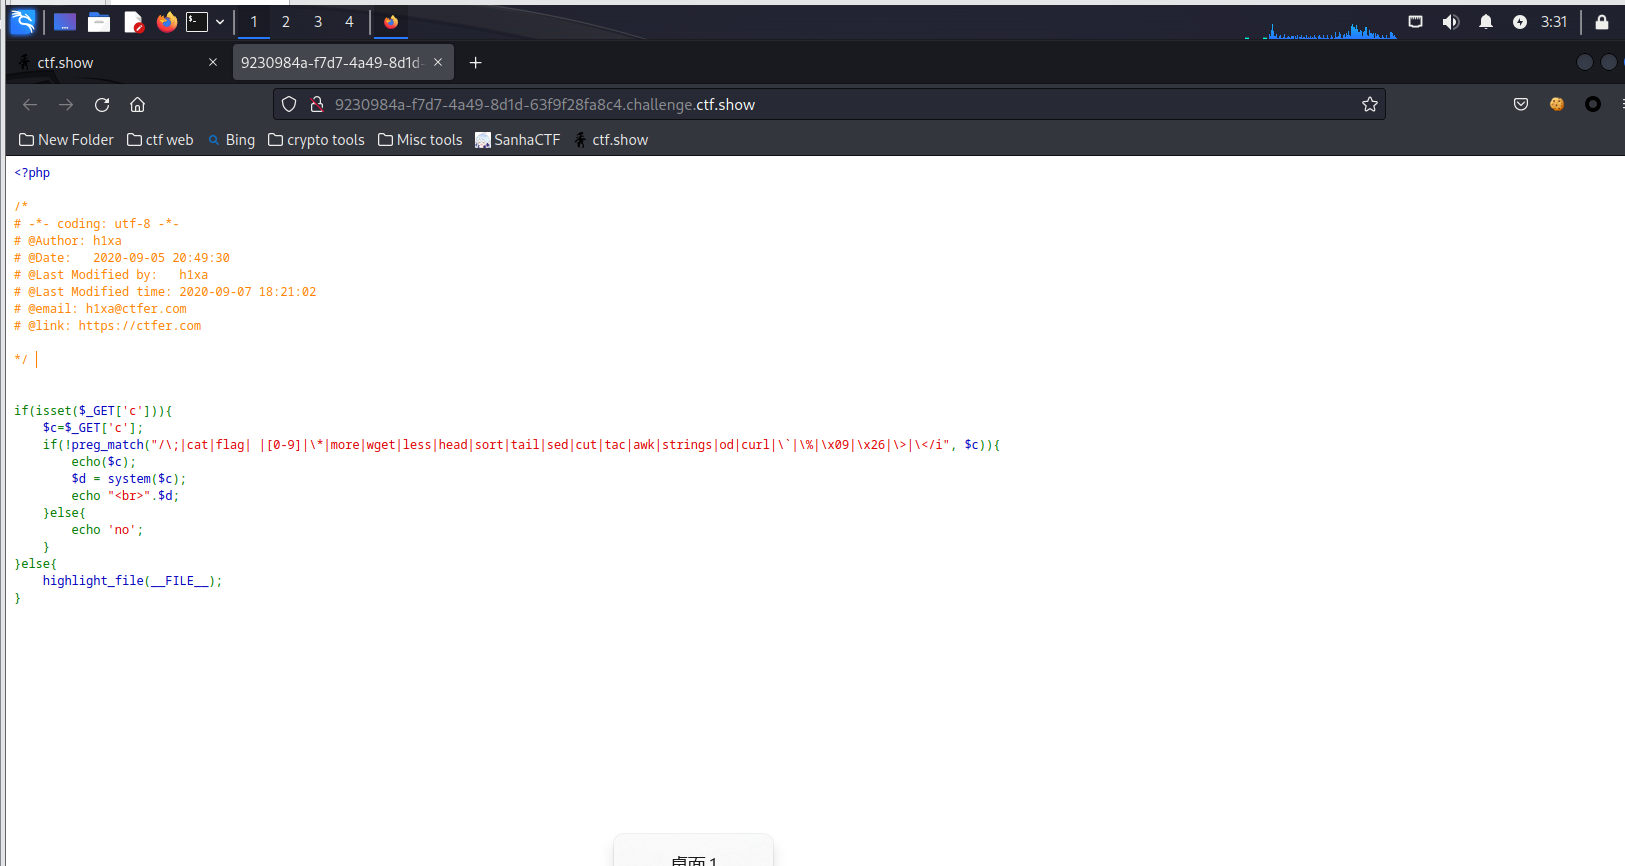 1 2 3 4 3:31
ctf.show × 9230984a-f7d7-4a49-8d1d- × +
9230984a-f7d7-4a49-8d1d-63f9f28fa8c4.challenge.ctf.show
New Folder ctf web Bing crypto tools Misc tools SanhaCTF ctf.show
<?php
/*
# -*- coding: utf-8 -*-
# @Author: h1xa
# @Date:   2020-09-05 20:49:30
# @Last Modified by:   h1xa
# @Last Modified time: 2020-09-07 18:21:02
# @email: h1xa@ctfer.com
# @link: https://ctfer.com
*/
if(isset($_GET['c'])){
    $c=$_GET['c'];
    if(!preg_match("/\;|cat|flag| |[0-9]|\*|more|wget|less|head|sort|tail|sed|cut|tac|awk|strings|od|curl|\`|\%|\x09|\x26|\>|\</i", $c)){
        echo($c);
        $d = system($c);
        echo "<br>".$d;
    }else{
        echo 'no';
    }
}else{
    highlight_file(__FILE__);
}
桌面 1